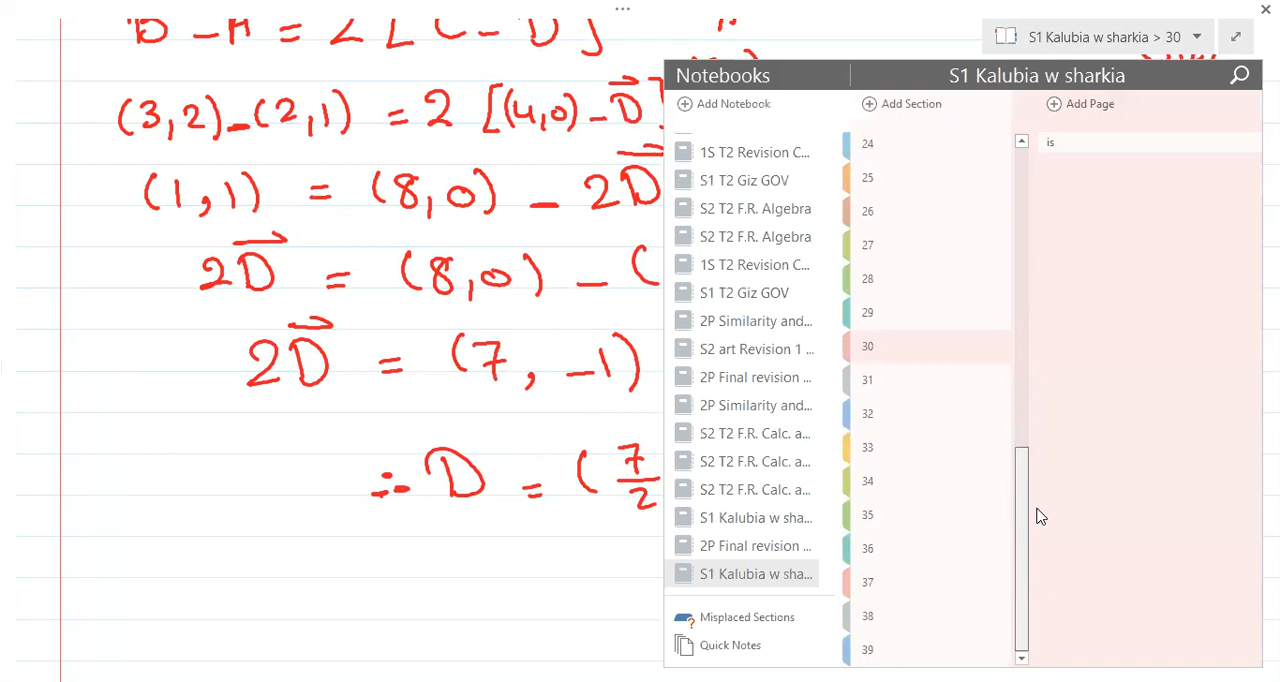 B - A = 2 [ C - D ]
(3,2) - (2,1) = 2 [(4,0) - D]
(1,1) = (8,0) - 2D
2D = (8,0) - (
2D = (7, -1)
∴ D = ( 7/2
S1 Kalubia w sharkia > 30
Notebooks
S1 Kalubia w sharkia
Add Notebook
Add Section
Add Page
1S T2 Revision C...
S1 T2 Giz GOV
S2 T2 F.R. Algebra
S2 T2 F.R. Algebra
1S T2 Revision C...
S1 T2 Giz GOV
2P Similarity and...
S2 art Revision 1 ...
2P Final revision ...
2P Similarity and...
S2 T2 F.R. Calc. a...
S2 T2 F.R. Calc. a...
S2 T2 F.R. Calc. a...
S1 Kalubia w sha...
2P Final revision ...
S1 Kalubia w sha...
Misplaced Sections
Quick Notes
24
25
26
27
28
29
30
31
32
33
34
35
36
37
38
39
is